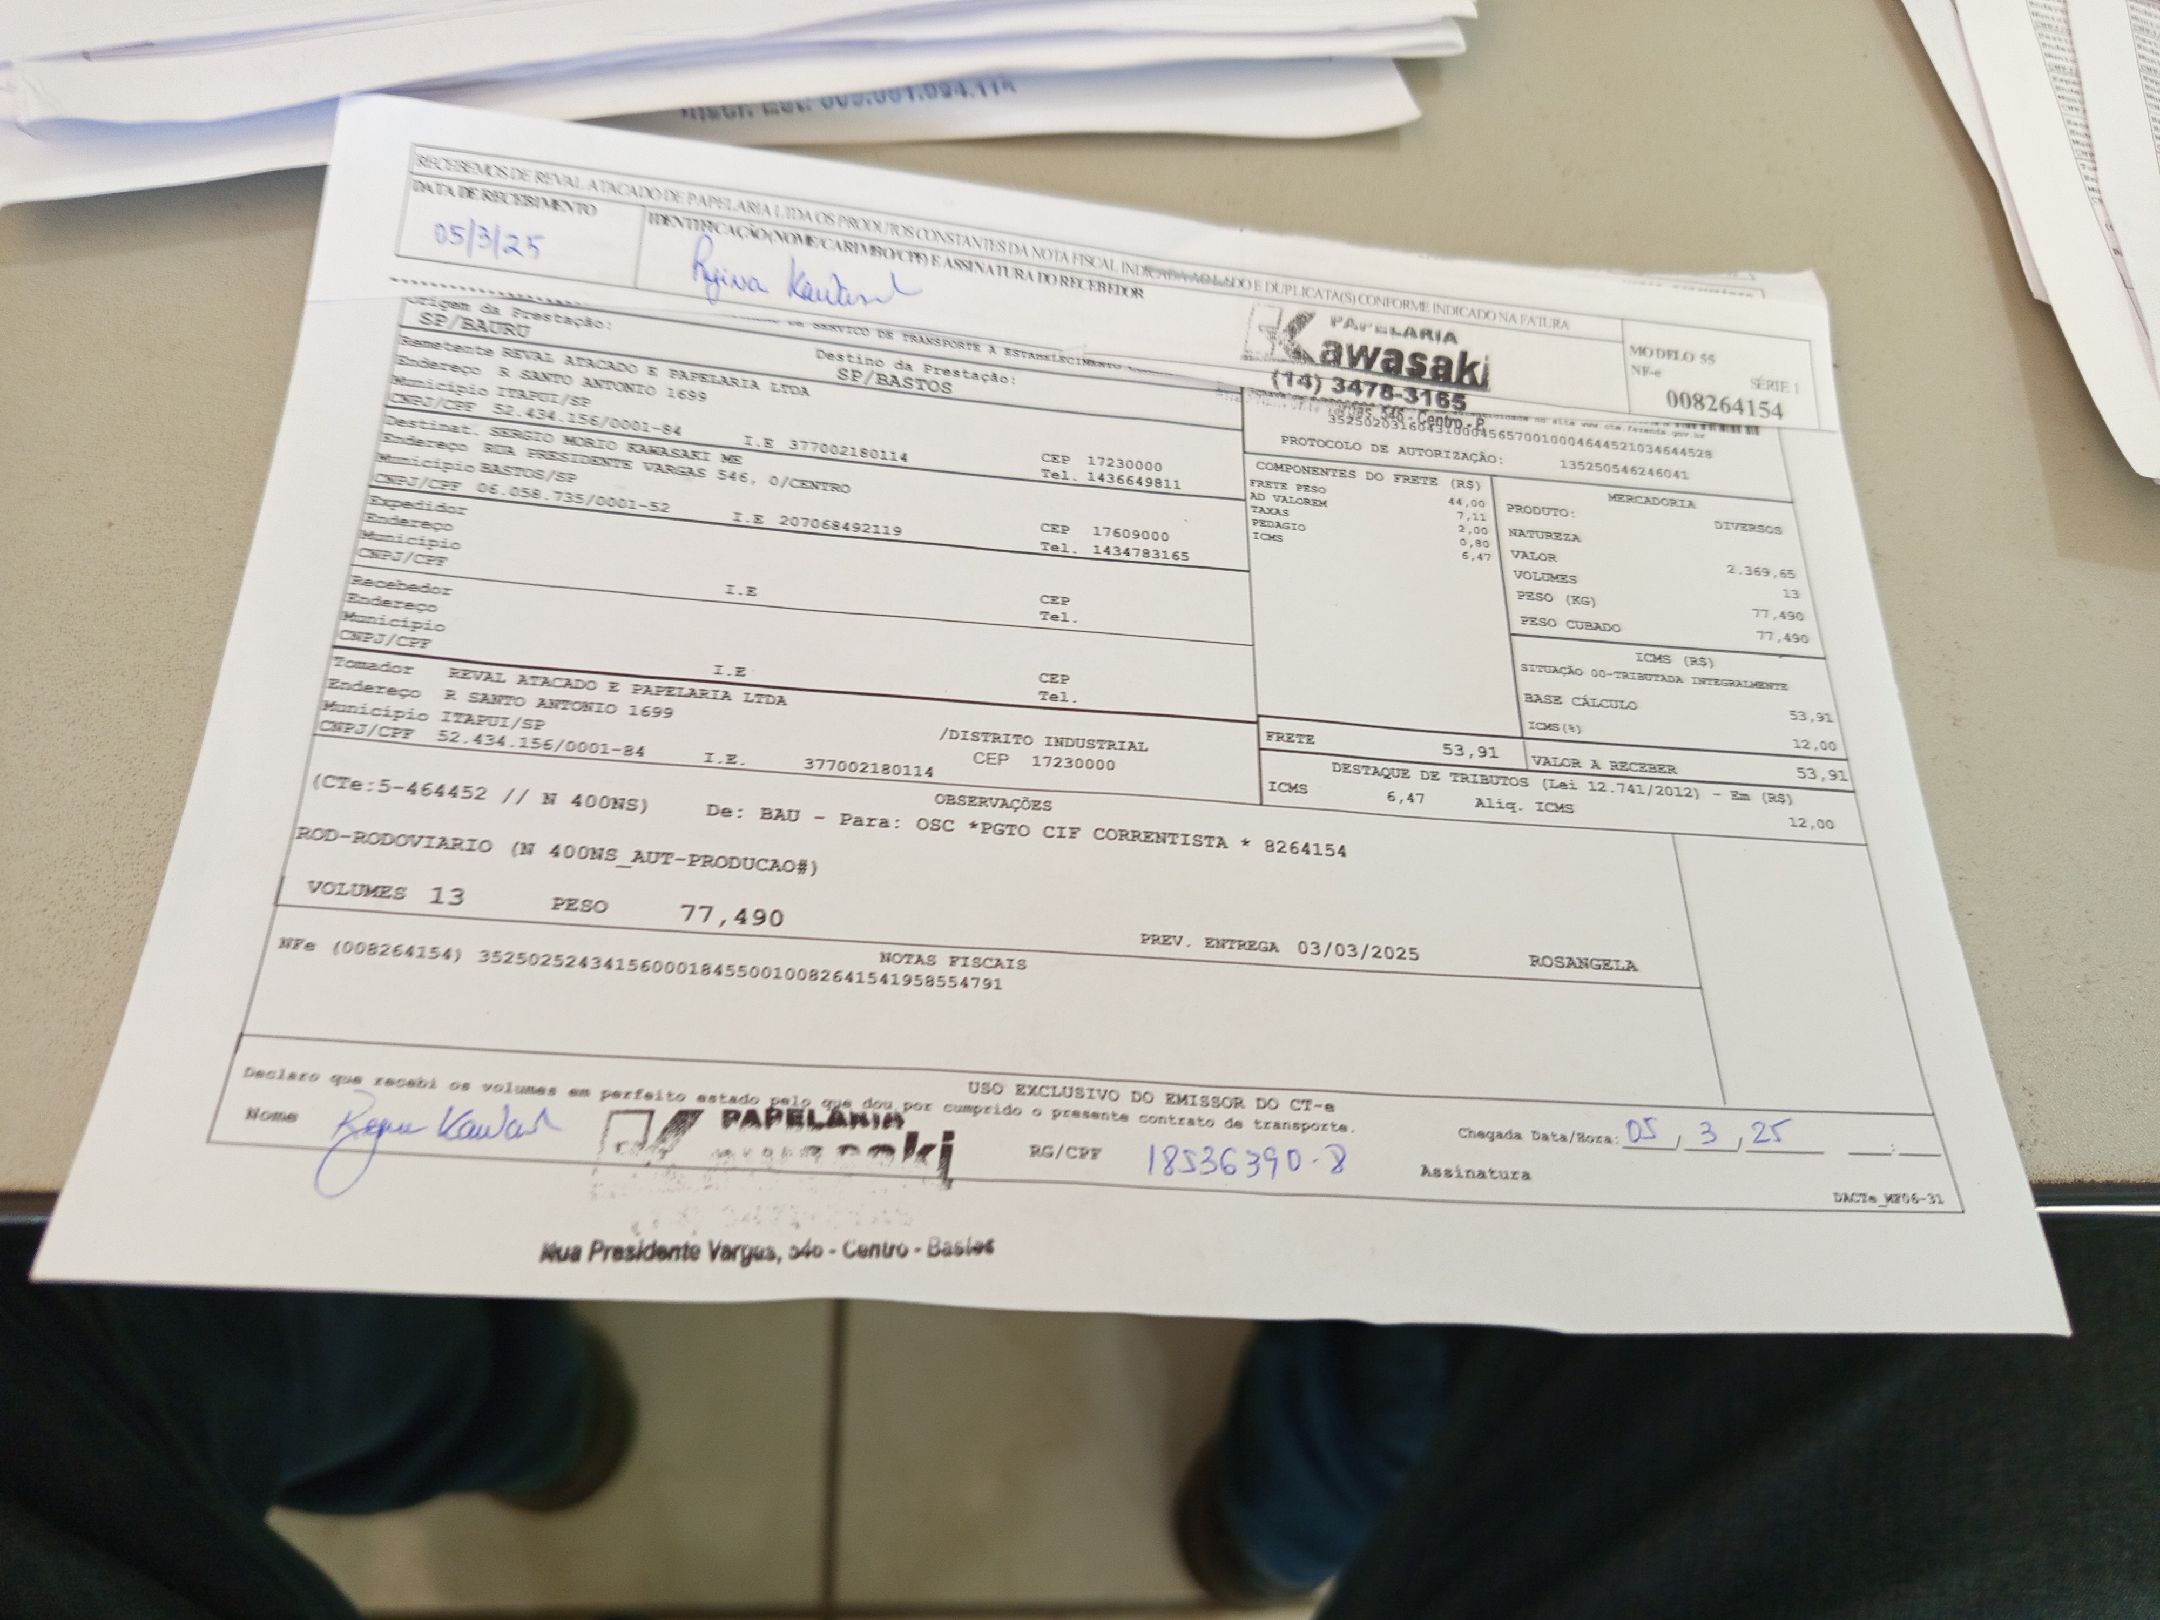 RECEBEMOS DE REVAL ATACADO DE PAPELARIA LTDA OS PRODUTOS CONSTANTES DA NOTA FISCAL INDICADA AO LADO E DUPLICATA(S) CONFORME INDICADO NA FATURA
DATA DE RECEBIMENTO
05/3/25
IDENTIFICAÇÃO (NOME/CARIMBO/CPF) E ASSINATURA DO RECEBEDOR
PAPELARIA
Kawasaki
(14) 3478-3165
MODELO 55
NF-e SÉRIE 1
008264154
Origem da Prestação:
SP/BAURU
Destino da Prestação:
SP/BASTOS
Remetente REVAL ATACADO E PAPELARIA LTDA
Endereço R SANTO ANTONIO 1699
Município ITAPUI/SP CEP 17230000
CNPJ/CPF 52.434.156/0001-84 I.E 377002180114 Tel. 1436649811
Destinat. SERGIO MORIO KAWASAKI ME
Endereço RUA PRESIDENTE VARGAS 546, 0/CENTRO
Município BASTOS/SP CEP 17609000
CNPJ/CPF 06.058.735/0001-52 I.E 207068492119 Tel. 1434783165
Expedidor
Endereço
Município CEP
CNPJ/CPF I.E Tel.
Recebedor
Endereço
Município CEP
CNPJ/CPF I.E Tel.
Tomador REVAL ATACADO E PAPELARIA LTDA
Endereço R SANTO ANTONIO 1699 /DISTRITO INDUSTRIAL
Município ITAPUI/SP CEP 17230000
CNPJ/CPF 52.434.156/0001-84 I.E. 377002180114
PROTOCOLO DE AUTORIZAÇÃO: 135250546246041
COMPONENTES DO FRETE (R$)
FRETE PESO 44,00
AD VALOREM 7,11
TAXAS 2,00
PEDAGIO 0,80
ICMS 6,47
MERCADORIA
PRODUTO: DIVERSOS
NATUREZA
VALOR 2.369,65
VOLUMES 13
PESO (KG) 77,490
PESO CUBADO 77,490
ICMS (R$)
SITUAÇÃO 00-TRIBUTADA INTEGRALMENTE
BASE CÁLCULO 53,91
ICMS(%) 12,00
FRETE 53,91 VALOR A RECEBER 53,91
DESTAQUE DE TRIBUTOS (Lei 12.741/2012) - Em (R$)
ICMS 6,47 Aliq. ICMS 12,00
OBSERVAÇÕES
(CTe:5-464452 // N 400NS) De: BAU - Para: OSC *PGTO CIF CORRENTISTA * 8264154
ROD-RODOVIARIO (N 400NS_AUT-PRODUCAO#)
VOLUMES 13 PESO 77,490 PREV. ENTREGA 03/03/2025 ROSANGELA
NOTAS FISCAIS
NFe (008264154) 35250252434156000184550010082641541958554791
USO EXCLUSIVO DO EMISSOR DO CT-e
Declaro que recebi os volumes em perfeito estado pelo que dou por cumprido o presente contrato de transporte.
Nome RG/CPF 18536390-8 Chegada Data/Hora: 05/3/25
Assinatura
PAPELARIA
DACTe_MF06-31
Rua Presidente Vargas, 546 - Centro - Bastos